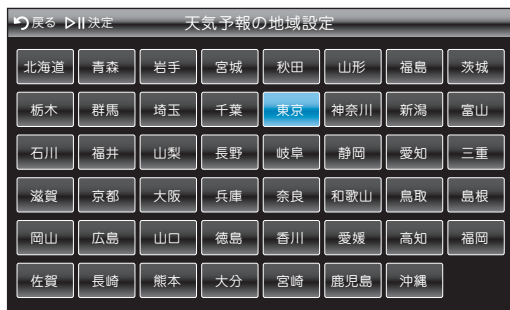 戻る 決定 天気予報の地域設定
北海道 青森 岩手 宮城 秋田 山形 福島 茨城
栃木 群馬 埼玉 千葉 東京 神奈川 新潟 富山
石川 福井 山梨 長野 岐阜 静岡 愛知 三重
滋賀 京都 大阪 兵庫 奈良 和歌山 鳥取 島根
岡山 広島 山口 徳島 香川 愛媛 高知 福岡
佐賀 長崎 熊本 大分 宮崎 鹿児島 沖縄